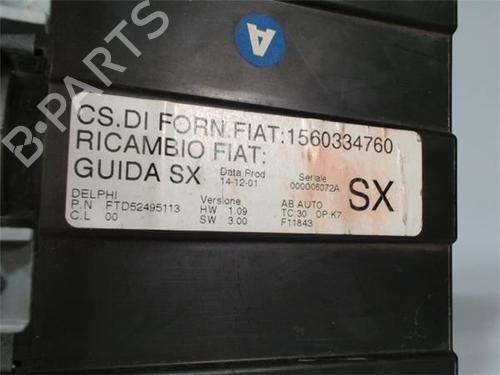 A
CS.DI FORN.FIAT:1560334760
RICAMBIO FIAT:
GUIDA SX Data Prod 14-12-01 Seriale 000006072A SX
DELPHI Versione AB AUTO
P.N FTD52495113 HW 1.09 TC:30 OP:K7
C.L 00 SW 3.00 F11843
B-PARTS